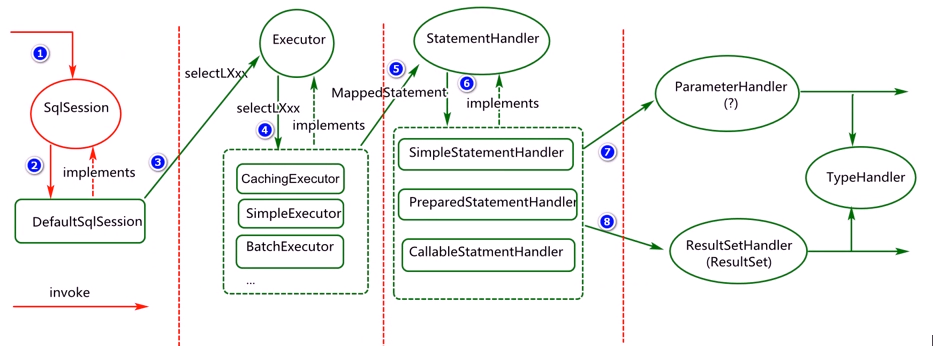 1
SqlSession
2
implements
DefaultSqlSession
invoke
3
selectLXxx
Executor
selectLXxx
4
implements
CachingExecutor
SimpleExecutor
BatchExecutor
...
5
MappedStatement
StatementHandler
6
implements
SimpleStatementHandler
PreparedStatementHandler
CallableStatmentHandler
7
8
ParameterHandler
(?)
TypeHandler
ResultSetHandler
(ResultSet)